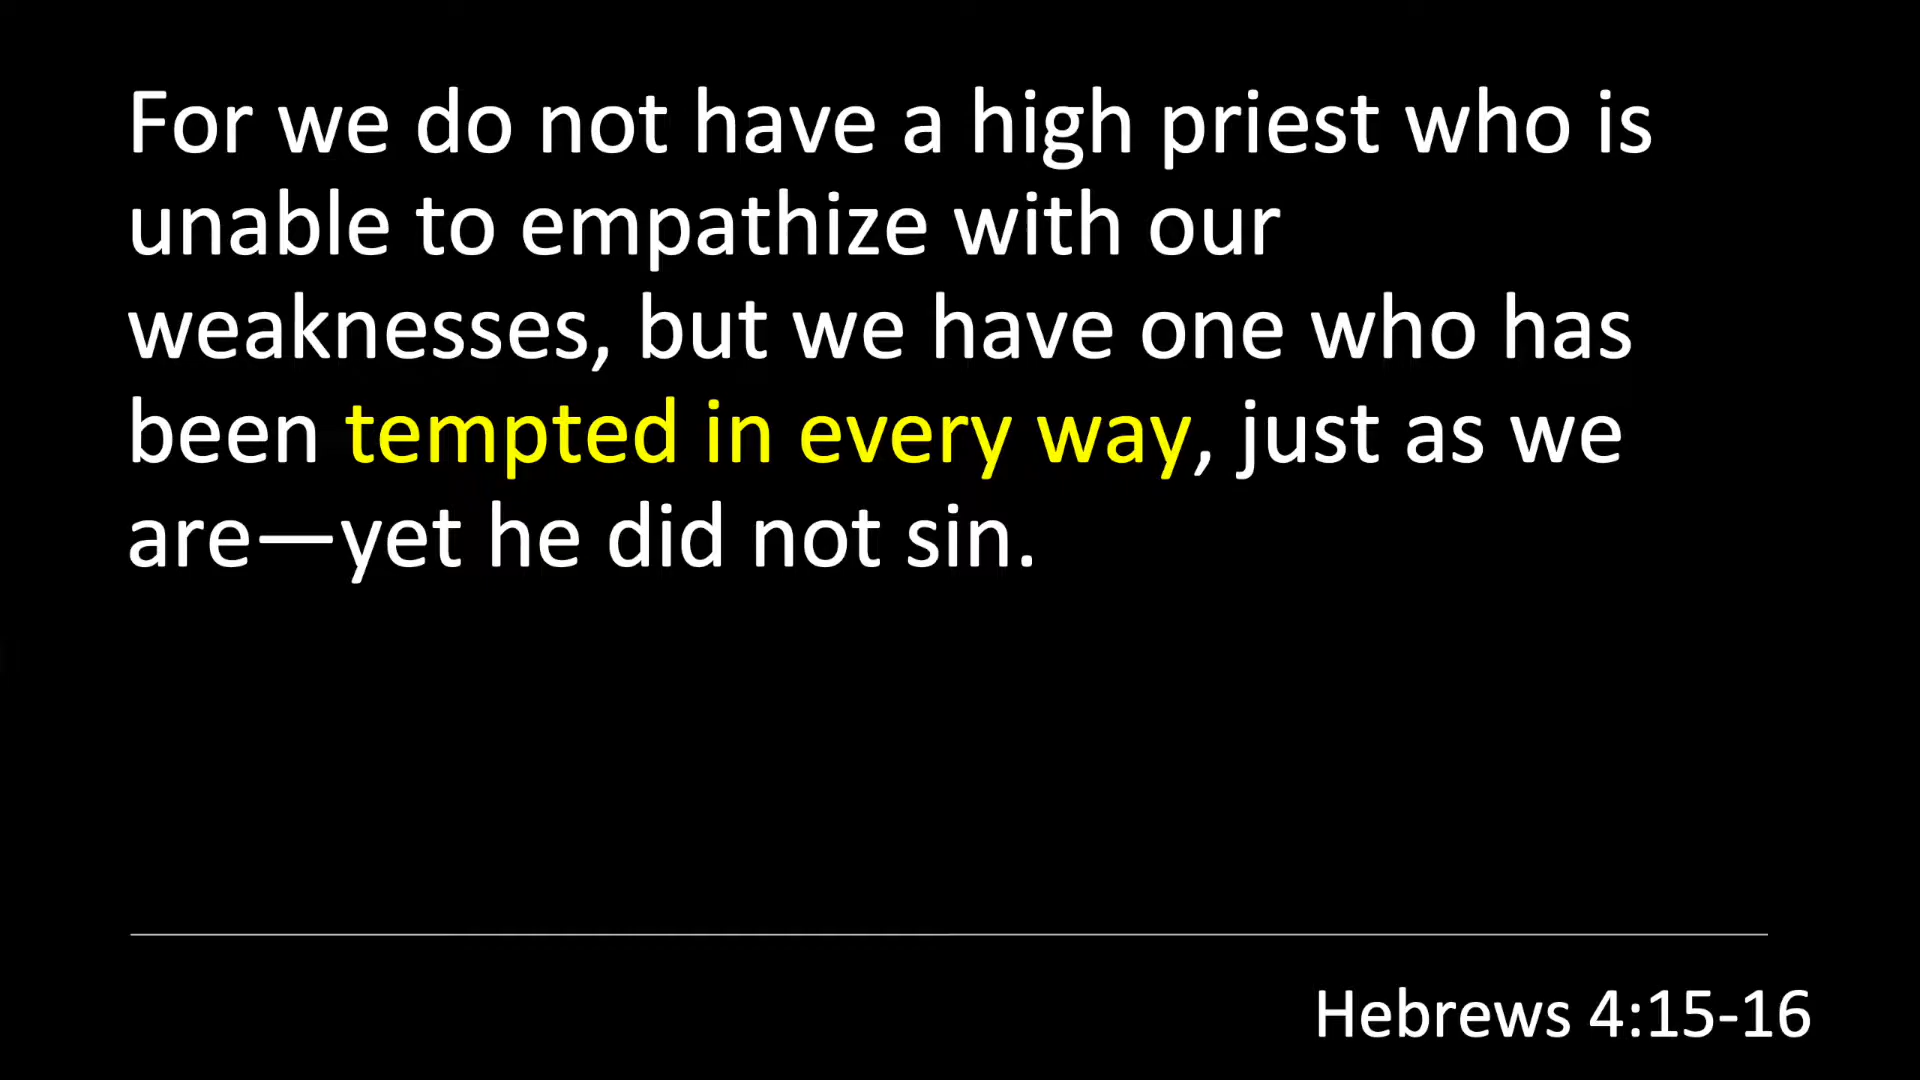 For we do not have a high priest who is
unable to empathize with our
weaknesses, but we have one who has
been tempted in every way, just as we
are—yet he did not sin.
Hebrews 4:15-16